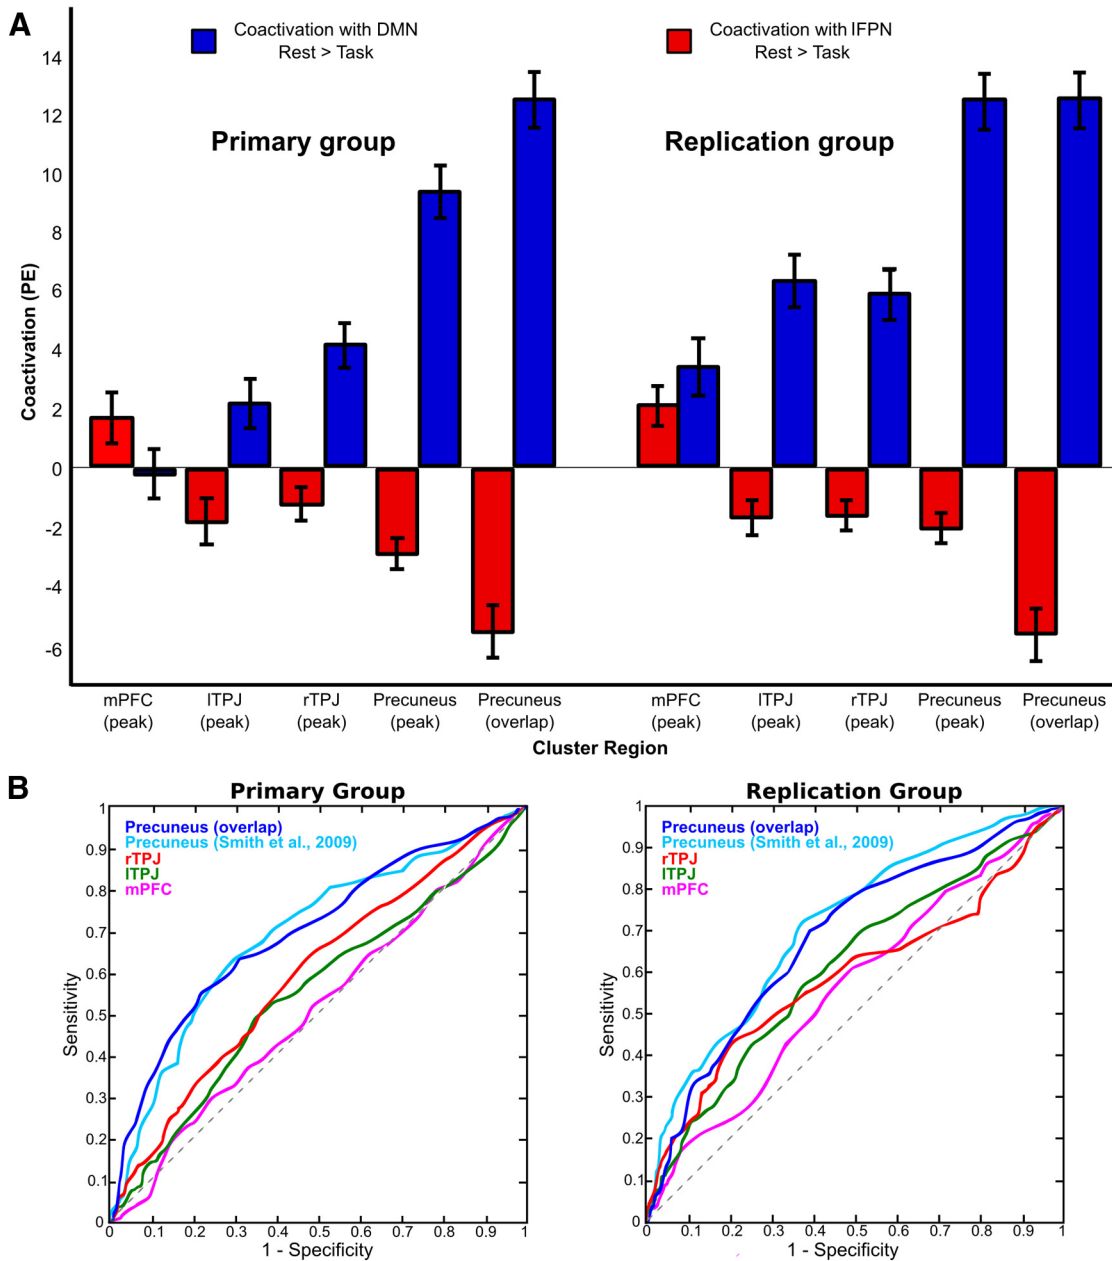 A
Coactivation with DMN
Rest > Task
Coactivation with lFPN
Rest > Task
Primary group
Replication group
Coactivation (PE)
14
12
10
8
6
4
2
0
-2
-4
-6
mPFC
(peak)
lTPJ
(peak)
rTPJ
(peak)
Precuneus
(peak)
Precuneus
(overlap)
mPFC
(peak)
lTPJ
(peak)
rTPJ
(peak)
Precuneus
(peak)
Precuneus
(overlap)
Cluster Region
B
Primary Group
Precuneus (overlap)
Precuneus (Smith et al., 2009)
rTPJ
lTPJ
mPFC
Sensitivity
1
0.9
0.8
0.7
0.6
0.5
0.4
0.3
0.2
0.1
0
0 0.1 0.2 0.3 0.4 0.5 0.6 0.7 0.8 0.9 1
1 - Specificity
Replication Group
Precuneus (overlap)
Precuneus (Smith et al., 2009)
rTPJ
lTPJ
mPFC
Sensitivity
1
0.9
0.8
0.7
0.6
0.5
0.4
0.3
0.2
0.1
0
0 0.1 0.2 0.3 0.4 0.5 0.6 0.7 0.8 0.9 1
1 - Specificity